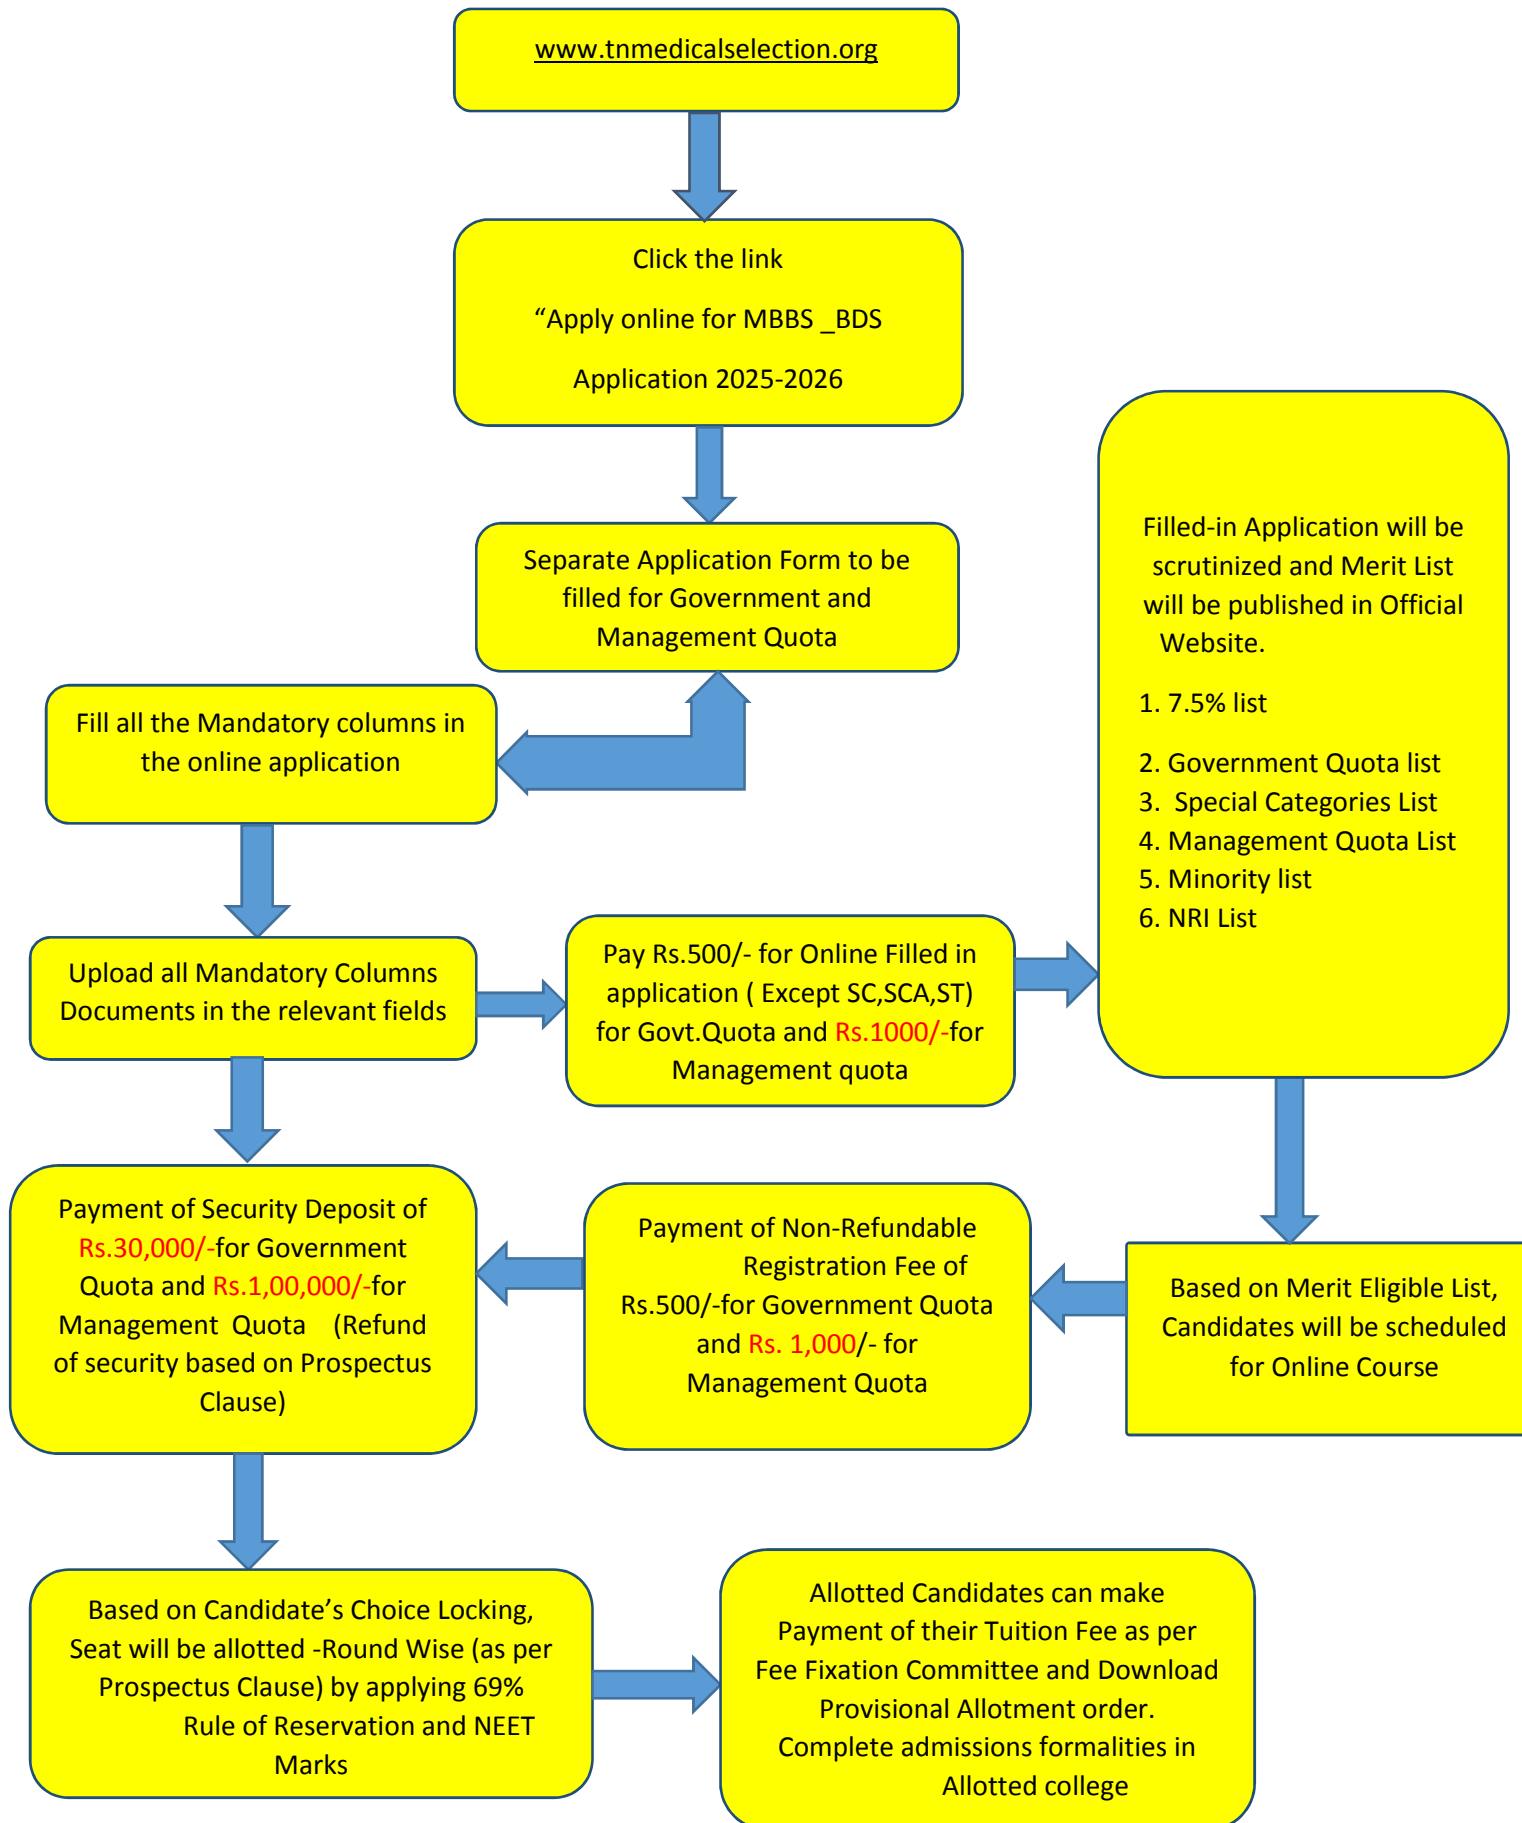 www.tnmedicalselection.org
Click the link
“Apply online for MBBS _BDS
Application 2025-2026
Separate Application Form to be
filled for Government and
Management Quota
Fill all the Mandatory columns in
the online application
Upload all Mandatory Columns
Documents in the relevant fields
Pay Rs.500/- for Online Filled in
application ( Except SC,SCA,ST)
for Govt.Quota and Rs.1000/-for
Management quota
Filled-in Application will be
scrutinized and Merit List
will be published in Official
Website.
1. 7.5% list
2. Government Quota list
3. Special Categories List
4. Management Quota List
5. Minority list
6. NRI List
Based on Merit Eligible List,
Candidates will be scheduled
for Online Course
Payment of Non-Refundable
Registration Fee of
Rs.500/-for Government Quota
and Rs. 1,000/- for
Management Quota
Payment of Security Deposit of
Rs.30,000/-for Government
Quota and Rs.1,00,000/-for
Management Quota (Refund
of security based on Prospectus
Clause)
Based on Candidate’s Choice Locking,
Seat will be allotted -Round Wise (as per
Prospectus Clause) by applying 69%
Rule of Reservation and NEET
Marks
Allotted Candidates can make
Payment of their Tuition Fee as per
Fee Fixation Committee and Download
Provisional Allotment order.
Complete admissions formalities in
Allotted college